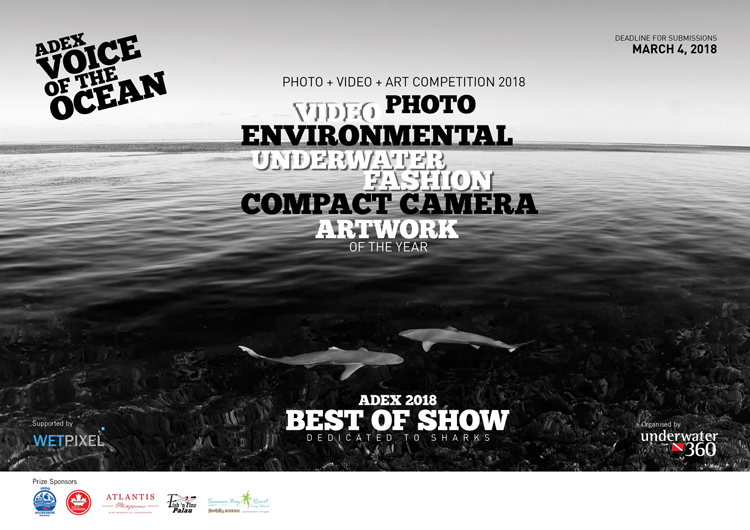 ADEX
VOICE
OF THE
OCEAN
DEADLINE FOR SUBMISSIONS
MARCH 4, 2018
PHOTO + VIDEO + ART COMPETITION 2018
VIDEO PHOTO
ENVIRONMENTAL
UNDERWATER
FASHION
COMPACT CAMERA
ARTWORK
OF THE YEAR
ADEX 2018
BEST OF SHOW
DEDICATED TO SHARKS
Supported by
WETPIXEL
Organised by
underwater
360
Prize Sponsors
ATLANTIS
Philippines
Fish 'n Fins
Palau
Summer Bay Resort